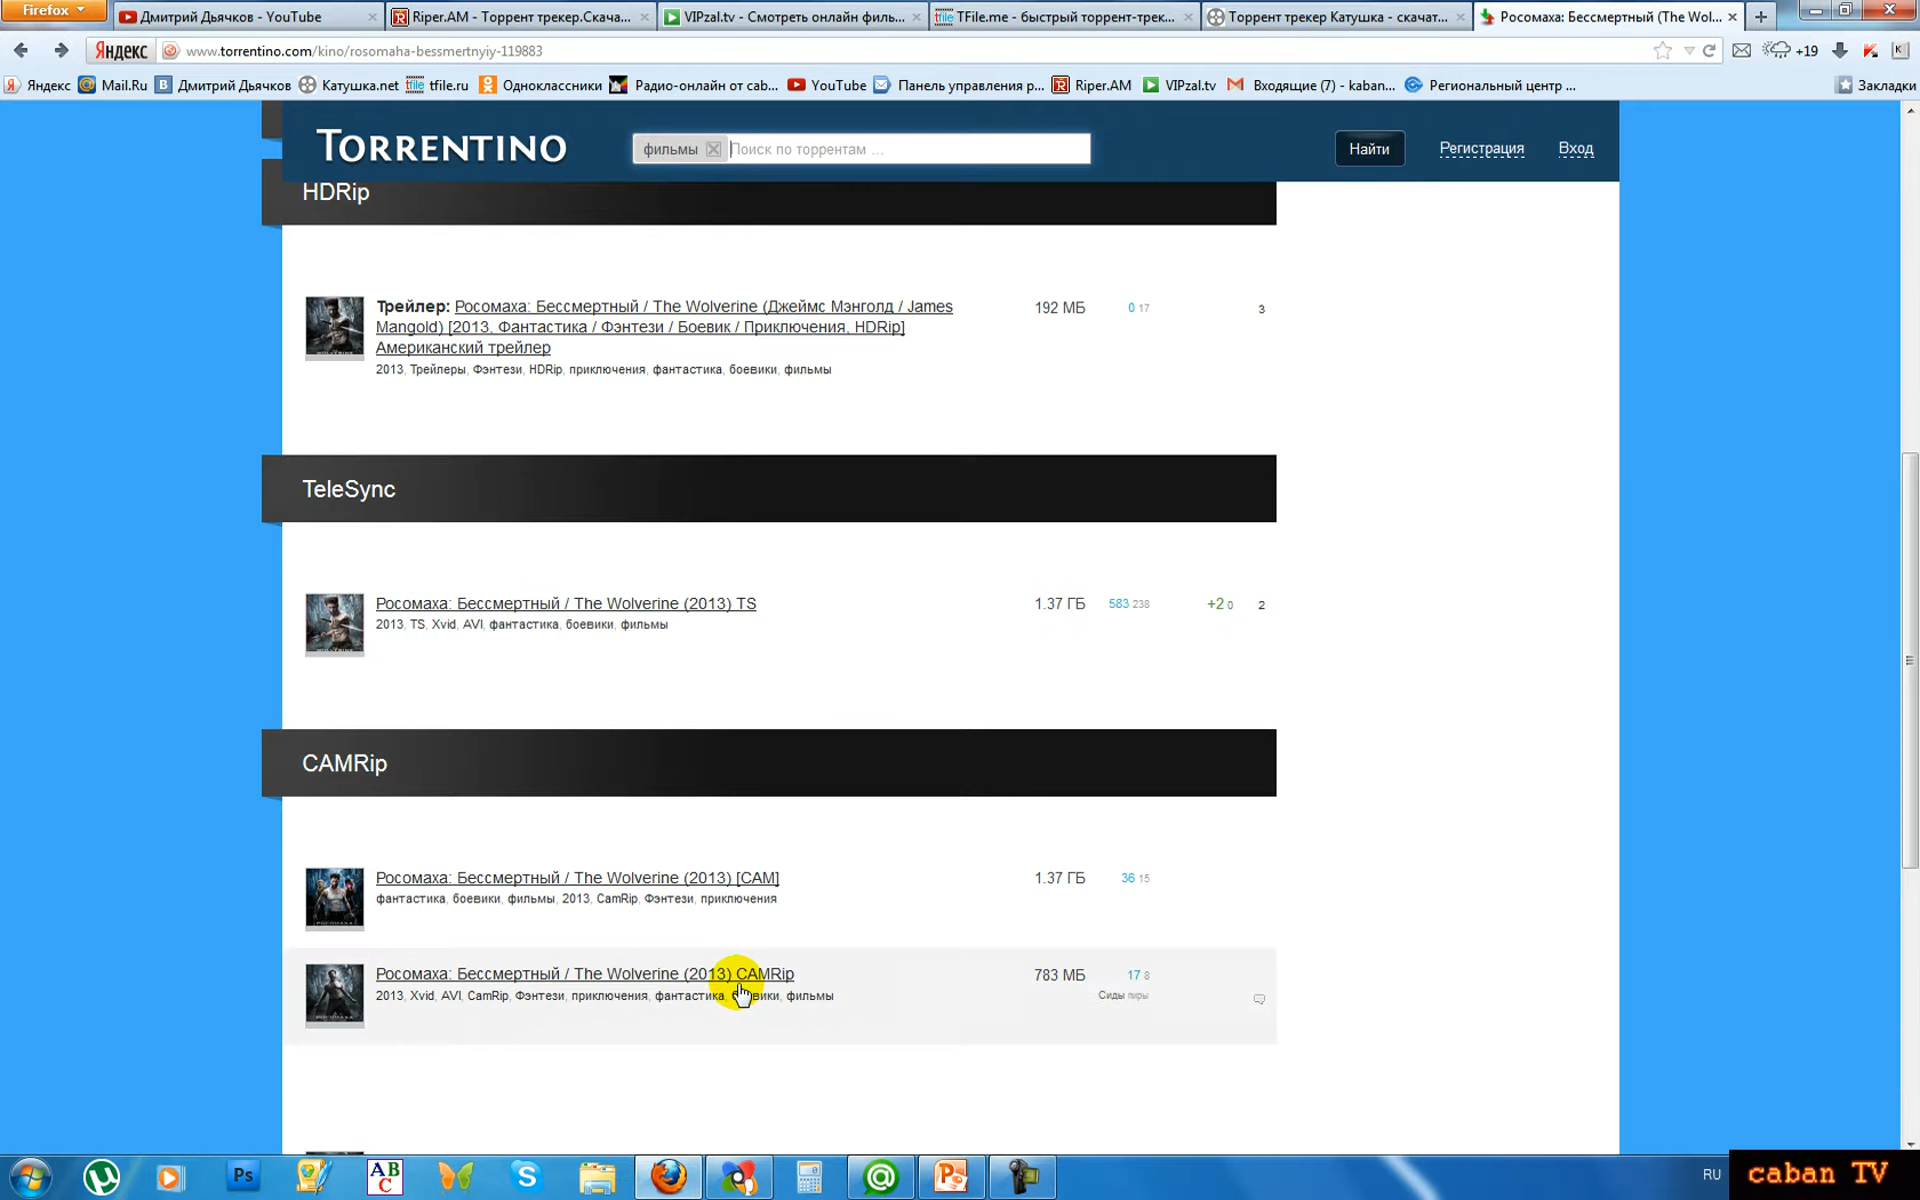 Firefox
Дмитрий Дьячков - YouTube
Riper.AM - Торрент трекер.Скача...
VIPzal.tv - Смотреть онлайн филь...
TFile.me - быстрый торрент-трек...
Торрент трекер Катушка - скачат...
Росомаха: Бессмертный (The Wol...
Яндекс
www.torrentino.com/kino/rosomaha-bessmertnyiy-119883
+19
Яндекс
Mail.Ru
Дмитрий Дьячков
Катушка.net
tfile.ru
Одноклассники
Радио-онлайн от cab...
YouTube
Панель управления р...
Riper.AM
VIPzal.tv
Входящие (7) - kaban...
Региональный центр ...
Закладки
TORRENTINO
фильмы
Поиск по торрентам ...
Найти
Регистрация
Вход
HDRip
Трейлер: Росомаха: Бессмертный / The Wolverine (Джеймс Мэнголд / James
Mangold) [2013, Фантастика / Фэнтези / Боевик / Приключения, HDRip]
Американский трейлер
2013, Трейлеры, Фэнтези, HDRip, приключения, фантастика, боевики, фильмы
192 МБ
0 17
3
TeleSync
Росомаха: Бессмертный / The Wolverine (2013) TS
2013, TS, Xvid, AVI, фантастика, боевики, фильмы
1.37 ГБ
583 238
+2 0
2
CAMRip
Росомаха: Бессмертный / The Wolverine (2013) [CAM]
фантастика, боевики, фильмы, 2013, CamRip, Фэнтези, приключения
1.37 ГБ
36 15
Росомаха: Бессмертный / The Wolverine (2013) CAMRip
2013, Xvid, AVI, CamRip, Фэнтези, приключения, фантастика, фильмы
783 МБ
17 8
Сиды пиры
Ps
ABC
RU
caban TV